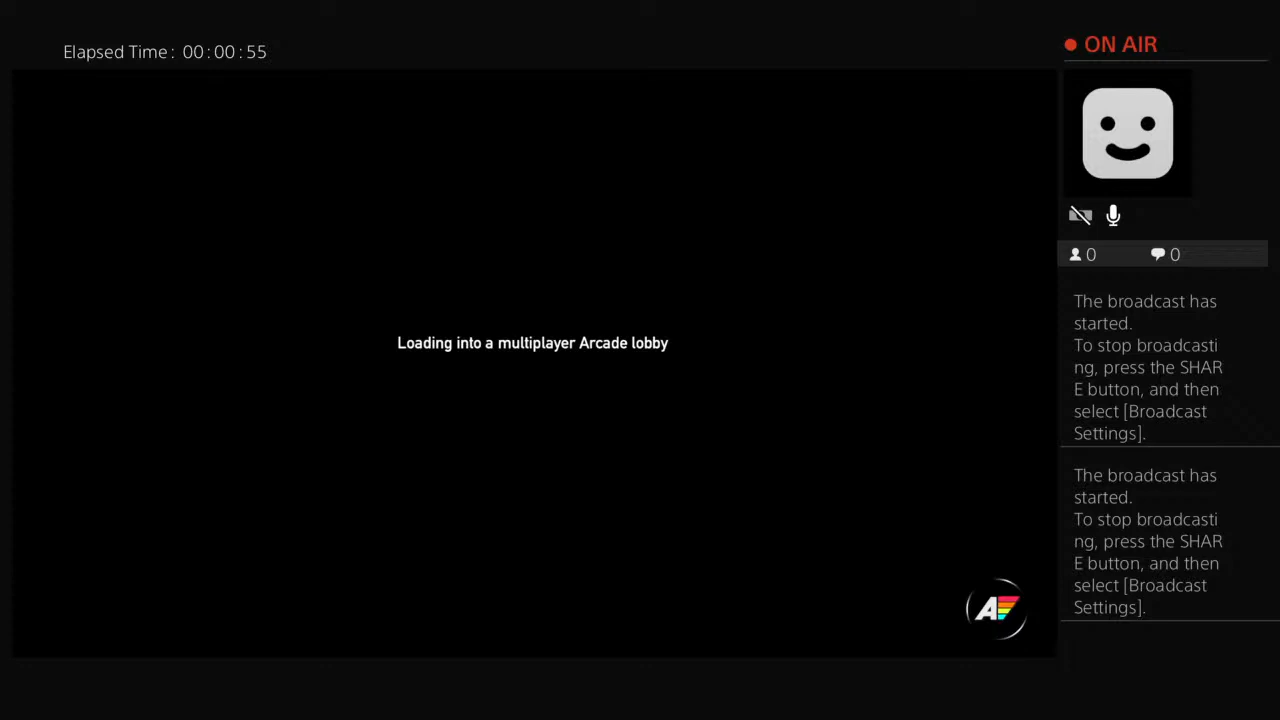 Elapsed Time: 00:00:55
ON AIR
0 0
Loading into a multiplayer Arcade lobby
The broadcast has
started.
To stop broadcasti
ng, press the SHAR
E button, and then
select [Broadcast
Settings].
The broadcast has
started.
To stop broadcasti
ng, press the SHAR
E button, and then
select [Broadcast
Settings].
A